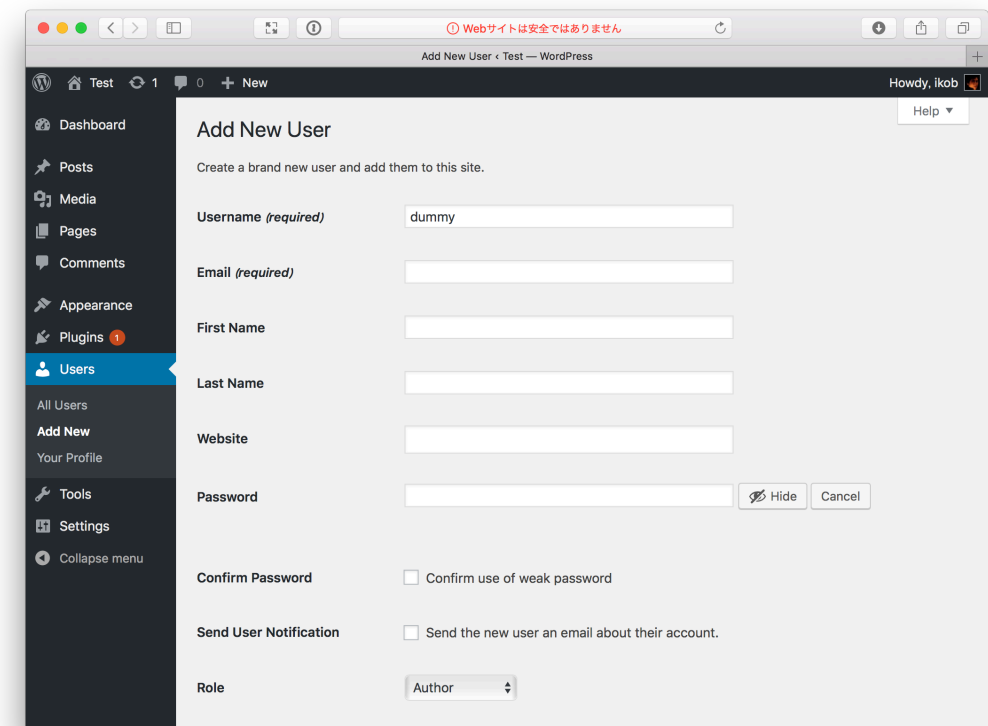 Webサイトは安全ではありません
Add New User ‹ Test — WordPress
Test 1 0 New Howdy, ikob
Help
Dashboard
Posts
Media
Pages
Comments
Appearance
Plugins 1
Users
All Users
Add New
Your Profile
Tools
Settings
Collapse menu
Add New User
Create a brand new user and add them to this site.
Username (required) dummy
Email (required)
First Name
Last Name
Website
Password Hide Cancel
Confirm Password Confirm use of weak password
Send User Notification Send the new user an email about their account.
Role Author